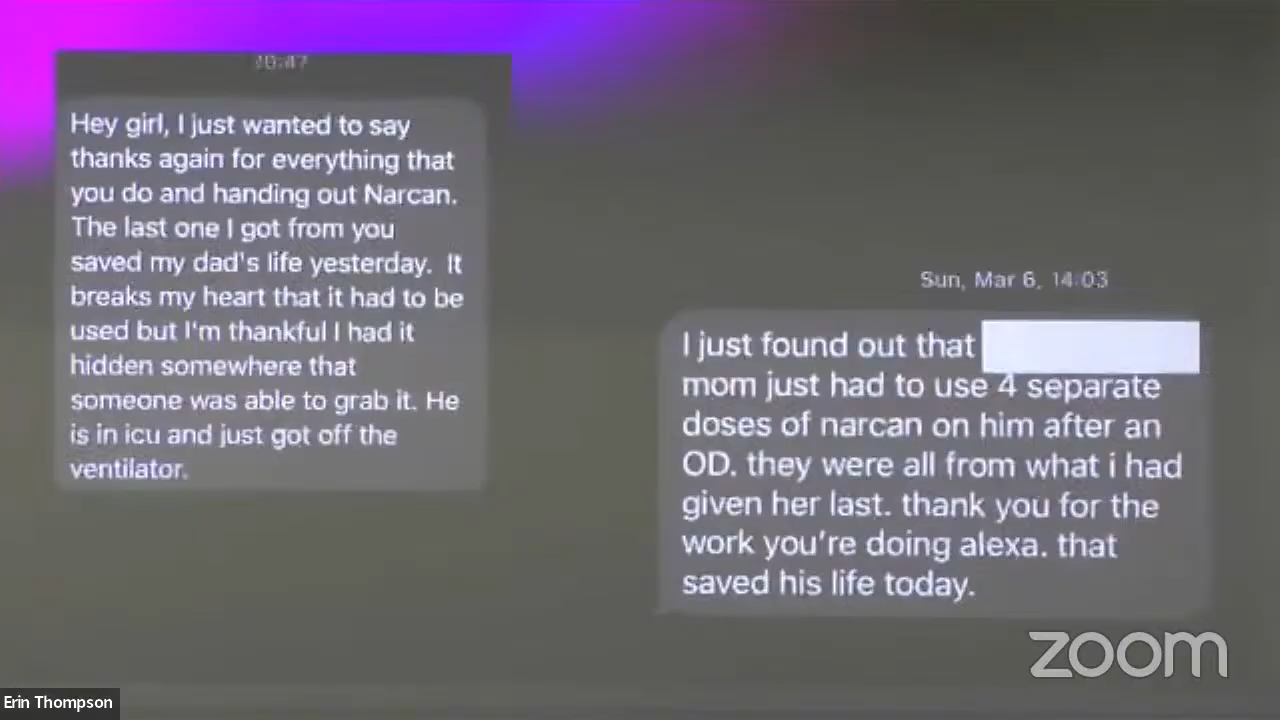 10:47
Hey girl, I just wanted to say
thanks again for everything that
you do and handing out Narcan.
The last one I got from you
saved my dad's life yesterday.  It
breaks my heart that it had to be
used but I'm thankful I had it
hidden somewhere that
someone was able to grab it. He
is in icu and just got off the
ventilator.
Sun, Mar 6, 14:03
I just found out that
mom just had to use 4 separate
doses of narcan on him after an
OD. they were all from what i had
given her last. thank you for the
work you're doing alexa. that
saved his life today.
zoom
Erin Thompson